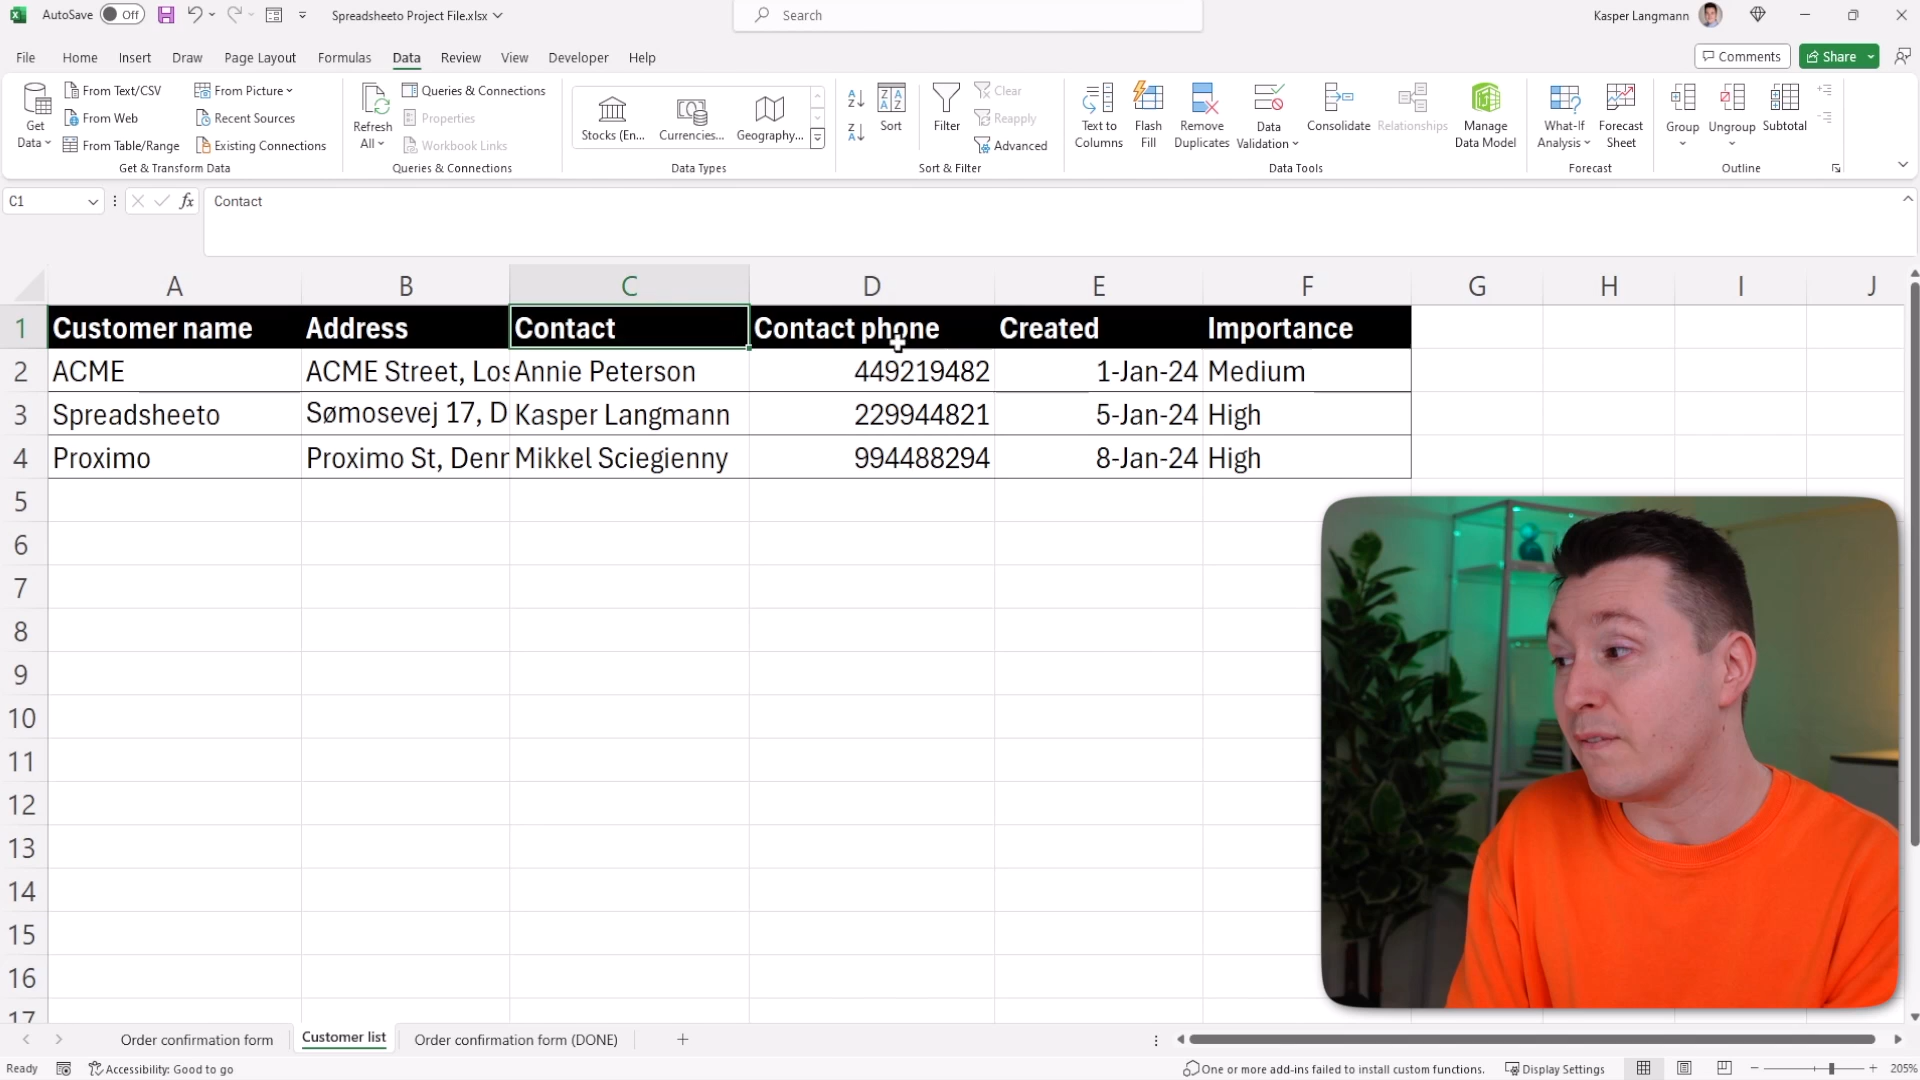 AutoSave Off Spreadsheeto Project File.xlsx Search Kasper Langmann
File Home Insert Draw Page Layout Formulas Data Review View Developer Help Comments Share
Get Data
From Text/CSV
From Web
From Table/Range
From Picture
Recent Sources
Existing Connections
Get & Transform Data
Refresh All
Queries & Connections
Properties
Workbook Links
Queries & Connections
Stocks (En... Currencies... Geography...
Data Types
Sort
Filter
Clear
Reapply
Advanced
Sort & Filter
Text to Columns
Flash Fill
Remove Duplicates
Data Validation
Consolidate
Relationships
Manage Data Model
Data Tools
What-If Analysis
Forecast Sheet
Forecast
Group
Ungroup
Subtotal
Outline
C1 fx Contact
A B C D E F G H I J
1 Customer name Address Contact Contact phone Created Importance
2 ACME ACME Street, Los Annie Peterson 449219482 1-Jan-24 Medium
3 Spreadsheeto Sømosevej 17, D Kasper Langmann 229944821 5-Jan-24 High
4 Proximo Proximo St, Denr Mikkel Sciegienny 994488294 8-Jan-24 High
5
6
7
8
9
10
11
12
13
14
15
16
17
Order confirmation form Customer list Order confirmation form (DONE)
Ready Accessibility: Good to go One or more add-ins failed to install custom functions. Display Settings 205%